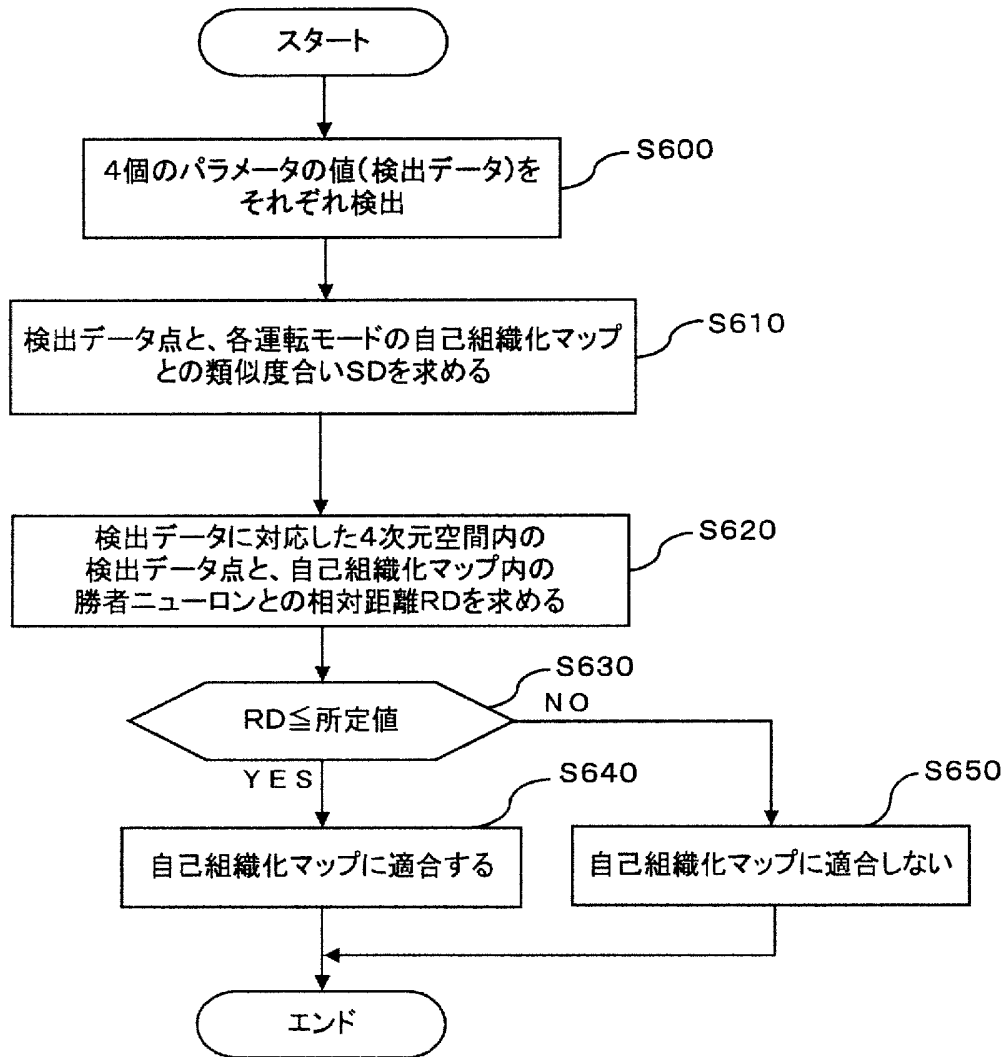 スタート
4個のパラメータの値(検出データ)を
それぞれ検出
S600
検出データ点と、各運転モードの自己組織化マップ
との類似度合いSDを求める
S610
検出データに対応した4次元空間内の
検出データ点と、自己組織化マップ内の
勝者ニューロンとの相対距離RDを求める
S620
RD≦所定値
S630
NO
YES
自己組織化マップに適合する
S640
自己組織化マップに適合しない
S650
エンド